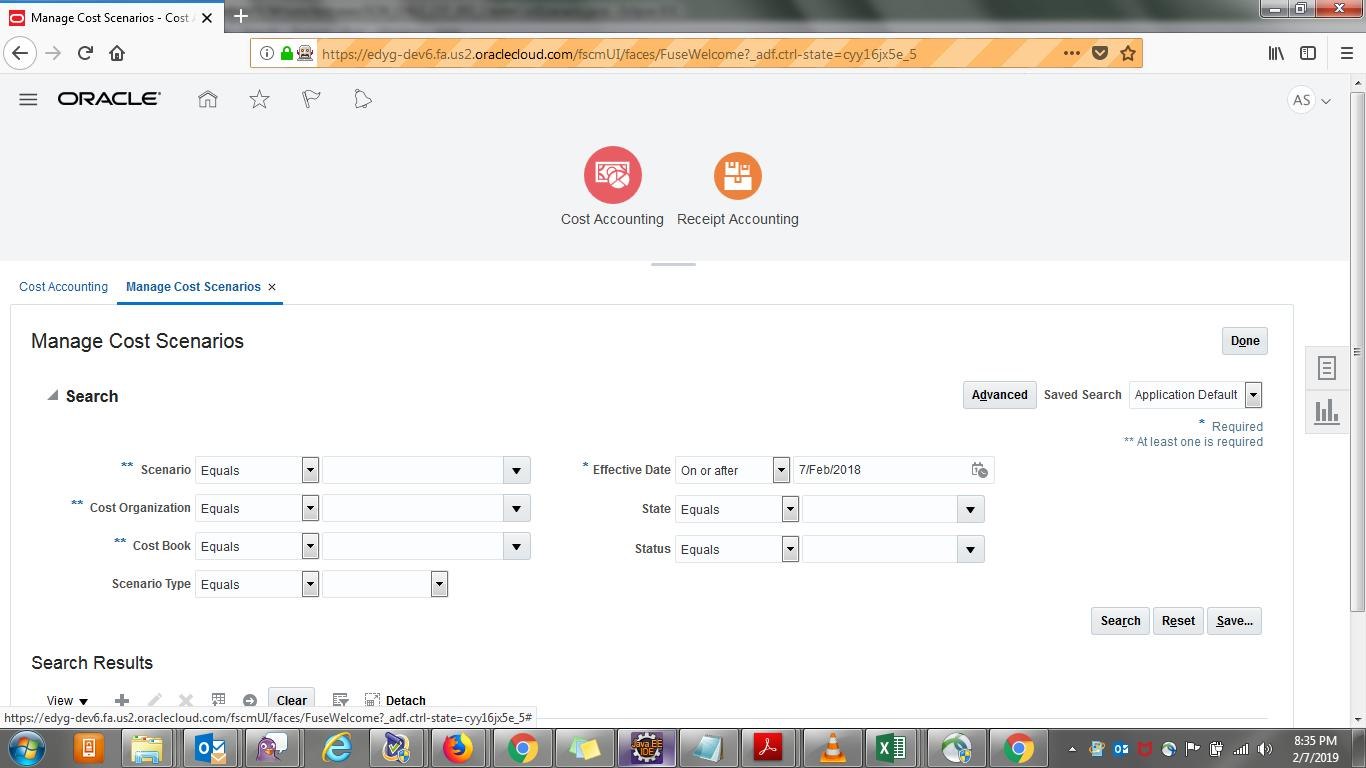 Manage Cost Scenarios - Cost A
https://edyg-dev6.fa.us2.oraclecloud.com/fscmUI/faces/FuseWelcome?_adf.ctrl-state=cyy16jx5e_5
ORACLE
AS
Cost Accounting
Receipt Accounting
Cost Accounting
Manage Cost Scenarios
Manage Cost Scenarios
Done
Search
Advanced
Saved Search
Application Default
* Required
** At least one is required
** Scenario Equals
* Effective Date On or after 7/Feb/2018
** Cost Organization Equals
State Equals
** Cost Book Equals
Status Equals
Scenario Type Equals
Search
Reset
Save...
Search Results
View
Clear
Detach
https://edyg-dev6.fa.us2.oraclecloud.com/fscmUI/faces/FuseWelcome?_adf.ctrl-state=cyy16jx5e_5#
Java EE
IDE
8:35 PM
2/7/2019